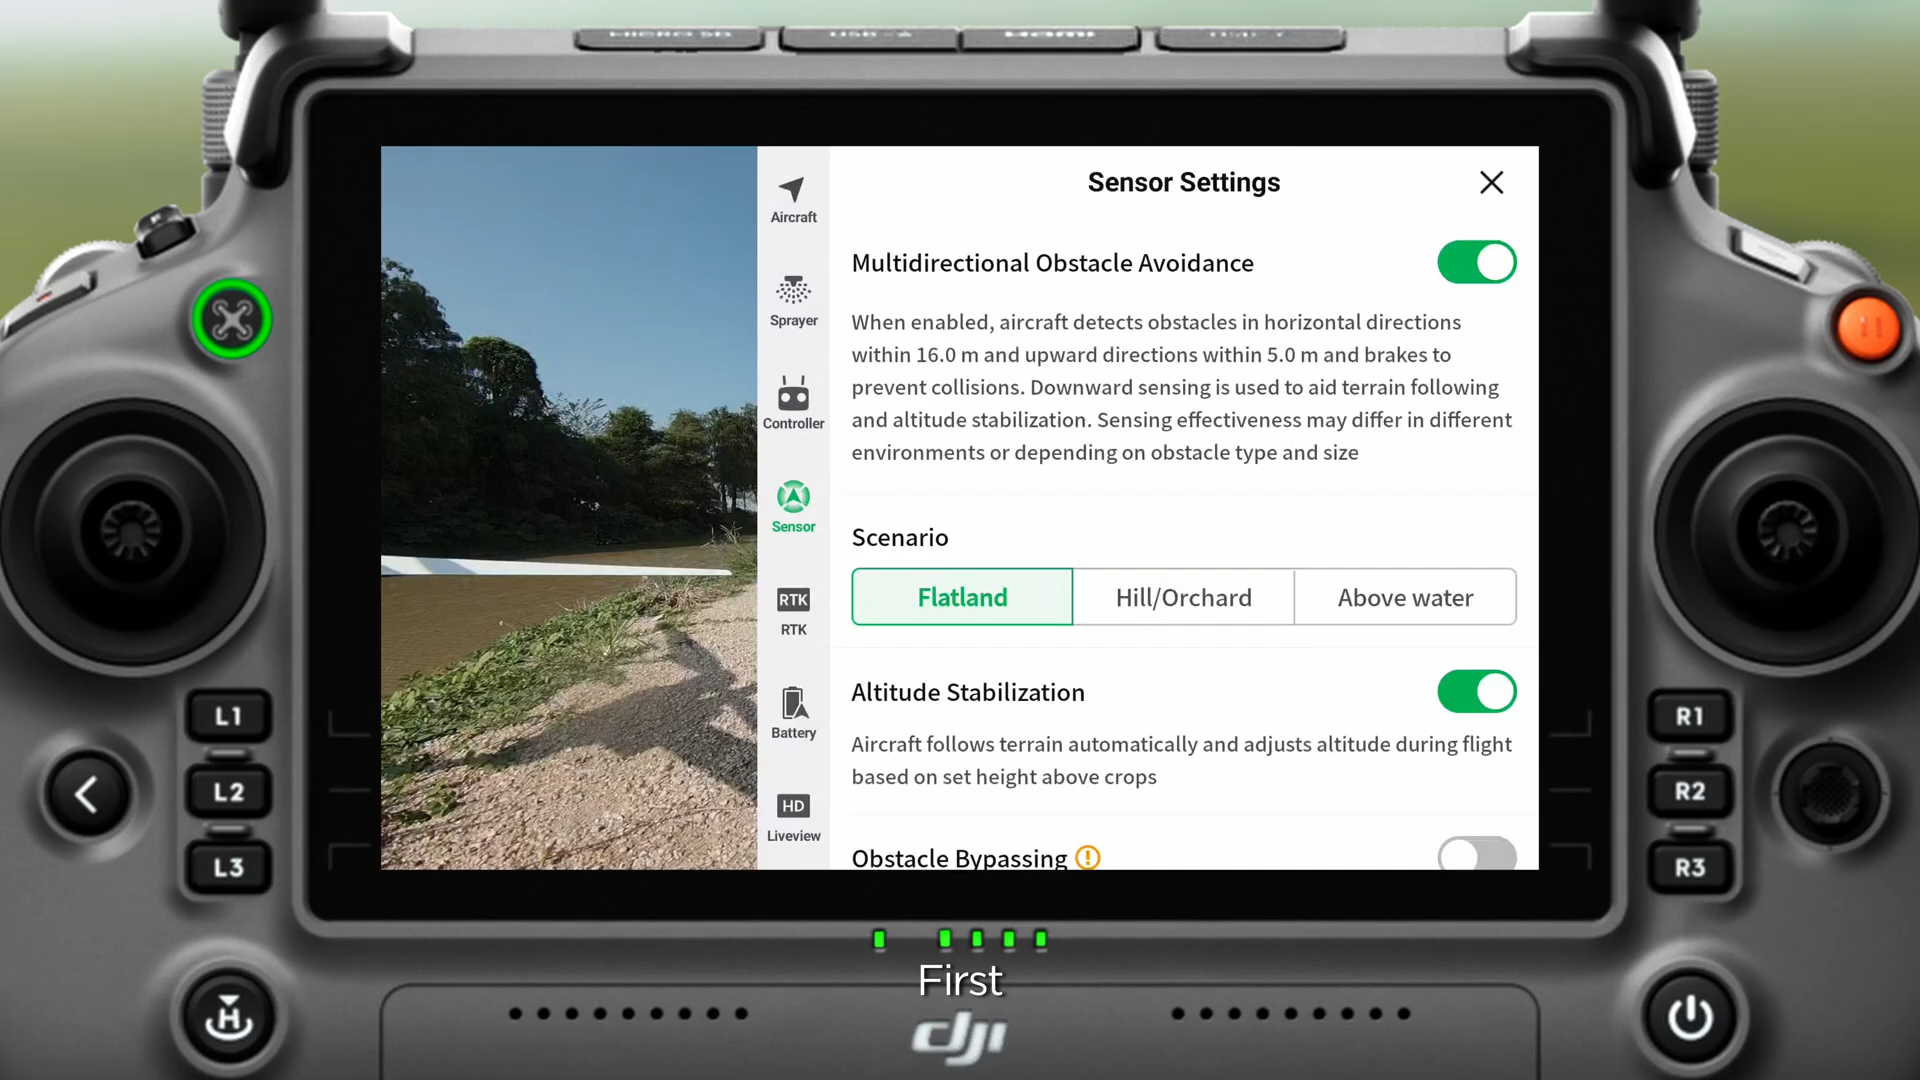 MICRO SD
USB-A
HDMI
Sensor Settings
Aircraft
Multidirectional Obstacle Avoidance
When enabled, aircraft detects obstacles in horizontal directions
within 16.0 m and upward directions within 5.0 m and brakes to
prevent collisions. Downward sensing is used to aid terrain following
and altitude stabilization. Sensing effectiveness may differ in different
environments or depending on obstacle type and size
Sprayer
Controller
Sensor
Scenario
Flatland
Hill/Orchard
Above water
RTK
RTK
Altitude Stabilization
Aircraft follows terrain automatically and adjusts altitude during flight
based on set height above crops
Battery
HD
Liveview
Obstacle Bypassing
L1
L2
L3
R1
R2
R3
H
First
dji